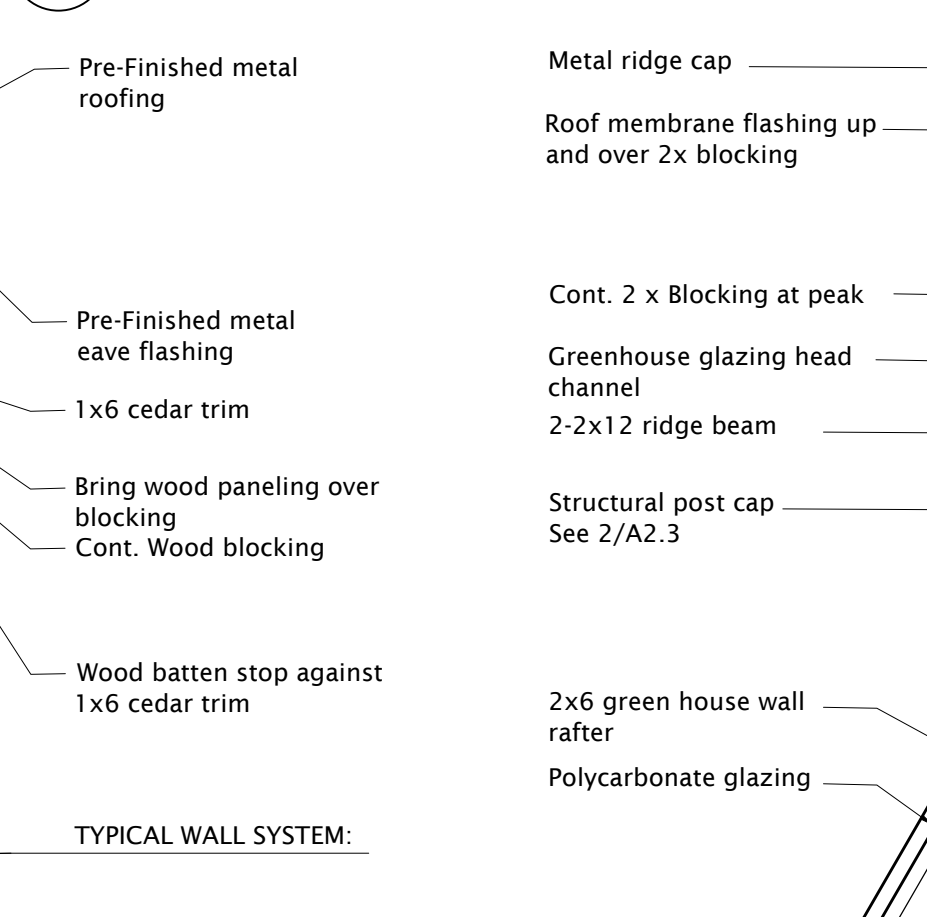 Pre-Finished metal
roofing
Pre-Finished metal
eave flashing
1x6 cedar trim
Bring wood paneling over
blocking
Cont. Wood blocking
Wood batten stop against
1x6 cedar trim
TYPICAL WALL SYSTEM:
Metal ridge cap
Roof membrane flashing up
and over 2x blocking
Cont. 2 x Blocking at peak
Greenhouse glazing head
channel
2-2x12 ridge beam
Structural post cap
See 2/A2.3
2x6 green house wall
rafter
Polycarbonate glazing